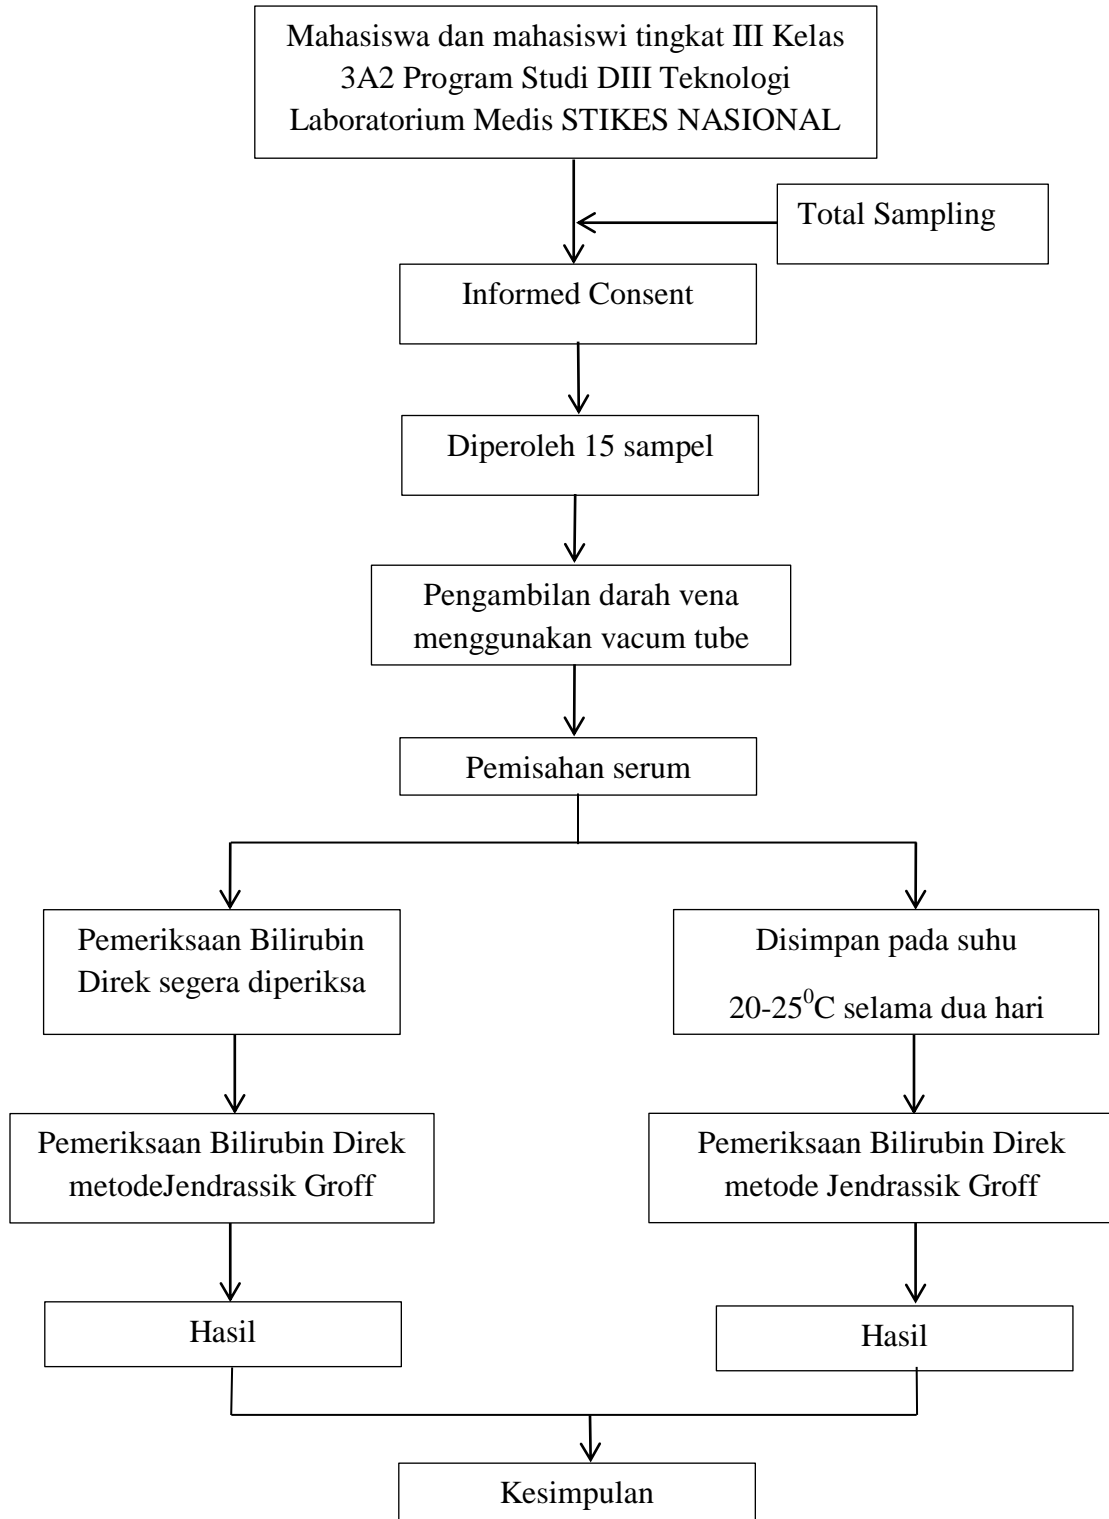 Mahasiswa dan mahasiswi tingkat III Kelas
3A2 Program Studi DIII Teknologi
Laboratorium Medis STIKES NASIONAL
Total Sampling
Informed Consent
Diperoleh 15 sampel
Pengambilan darah vena
menggunakan vacum tube
Pemisahan serum
Pemeriksaan Bilirubin
Direk segera diperiksa
Disimpan pada suhu
20-25⁰C selama dua hari
Pemeriksaan Bilirubin Direk
metodeJendrassik Groff
Pemeriksaan Bilirubin Direk
metode Jendrassik Groff
Hasil
Hasil
Kesimpulan